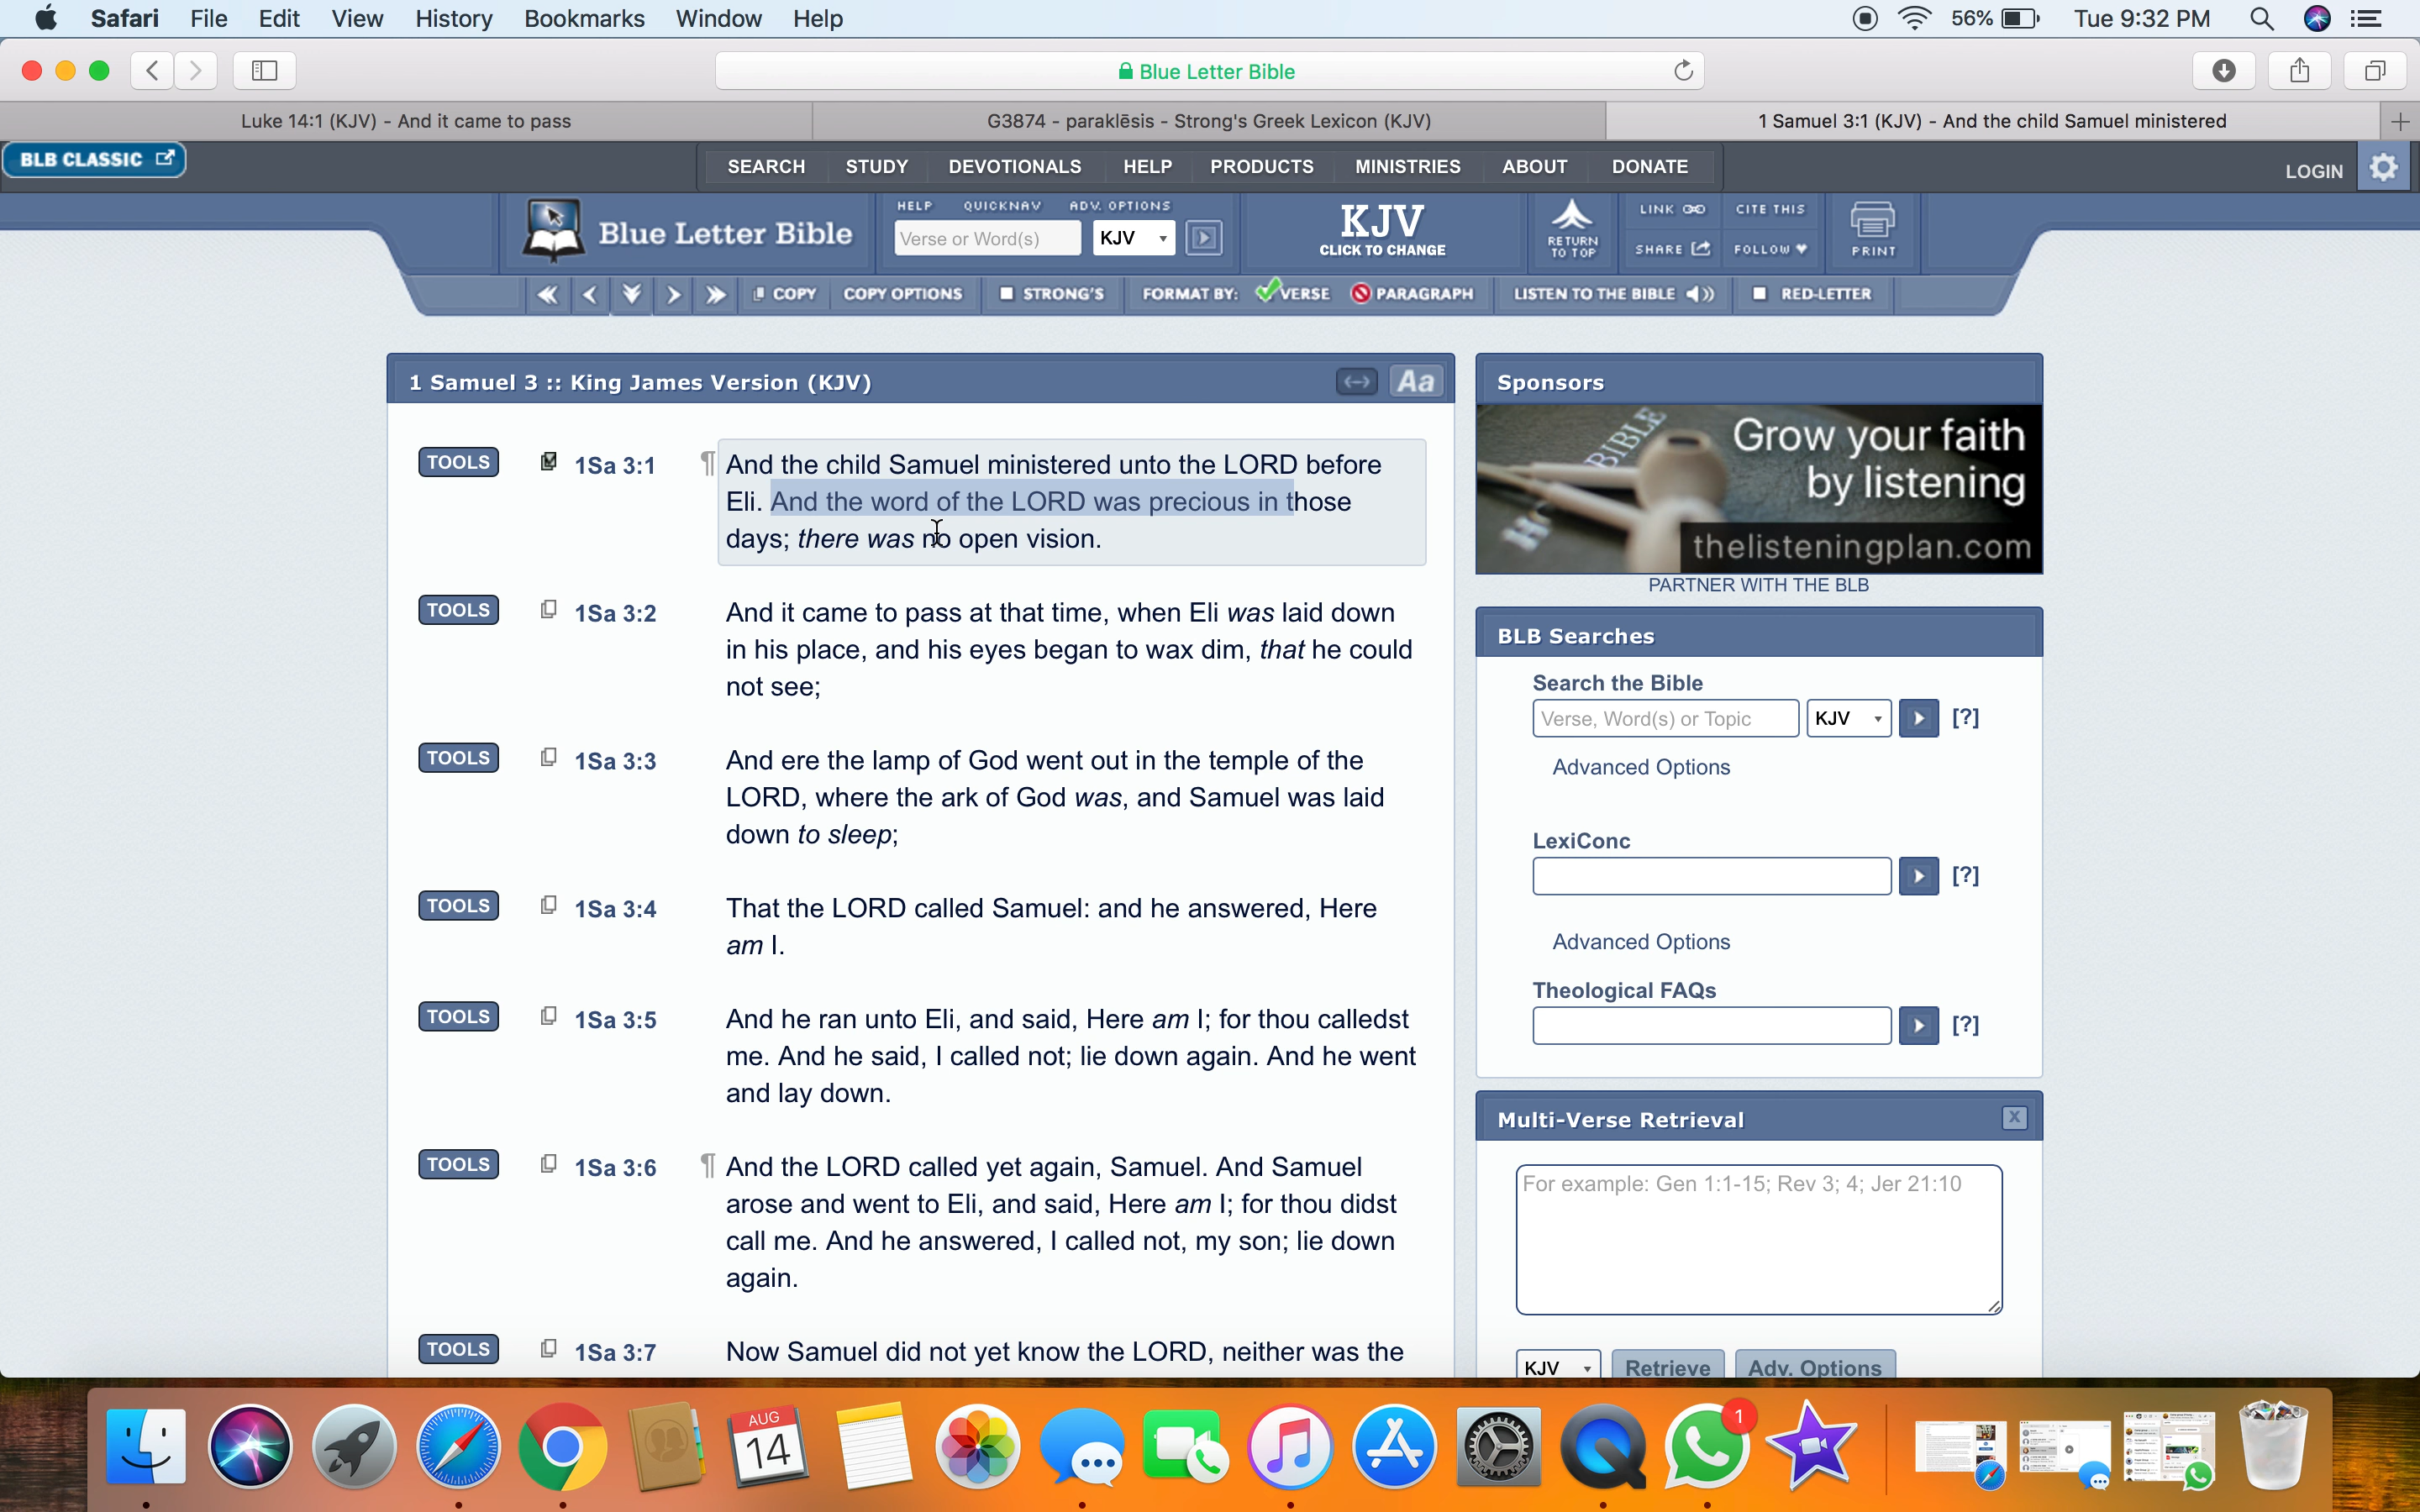 Safari File Edit View History Bookmarks Window Help 56% Tue 9:32 PM
Blue Letter Bible
Luke 14:1 (KJV) - And it came to pass
G3874 - paraklēsis - Strong's Greek Lexicon (KJV)
1 Samuel 3:1 (KJV) - And the child Samuel ministered
BLB CLASSIC
SEARCH STUDY DEVOTIONALS HELP PRODUCTS MINISTRIES ABOUT DONATE
LOGIN
Blue Letter Bible
HELP QUICKNAV ADV. OPTIONS
Verse or Word(s) KJV
KJV
CLICK TO CHANGE
RETURN
TO TOP
LINK CITE THIS
SHARE FOLLOW
PRINT
COPY COPY OPTIONS STRONG'S FORMAT BY: VERSE PARAGRAPH LISTEN TO THE BIBLE RED-LETTER
1 Samuel 3 :: King James Version (KJV)
Aa
TOOLS 1Sa 3:1 ¶ And the child Samuel ministered unto the LORD before
Eli. And the word of the LORD was precious in those
days; there was no open vision.
TOOLS 1Sa 3:2 And it came to pass at that time, when Eli was laid down
in his place, and his eyes began to wax dim, that he could
not see;
TOOLS 1Sa 3:3 And ere the lamp of God went out in the temple of the
LORD, where the ark of God was, and Samuel was laid
down to sleep;
TOOLS 1Sa 3:4 That the LORD called Samuel: and he answered, Here
am I.
TOOLS 1Sa 3:5 And he ran unto Eli, and said, Here am I; for thou calledst
me. And he said, I called not; lie down again. And he went
and lay down.
TOOLS 1Sa 3:6 ¶ And the LORD called yet again, Samuel. And Samuel
arose and went to Eli, and said, Here am I; for thou didst
call me. And he answered, I called not, my son; lie down
again.
TOOLS 1Sa 3:7 Now Samuel did not yet know the LORD, neither was the
Sponsors
BIBLE
Grow your faith
by listening
H
thelisteningplan.com
PARTNER WITH THE BLB
BLB Searches
Search the Bible
Verse, Word(s) or Topic KJV [?]
Advanced Options
LexiConc
[?]
Advanced Options
Theological FAQs
[?]
Multi-Verse Retrieval
X
For example: Gen 1:1-15; Rev 3; 4; Jer 21:10
KJV Retrieve Adv. Options
AUG
14
1